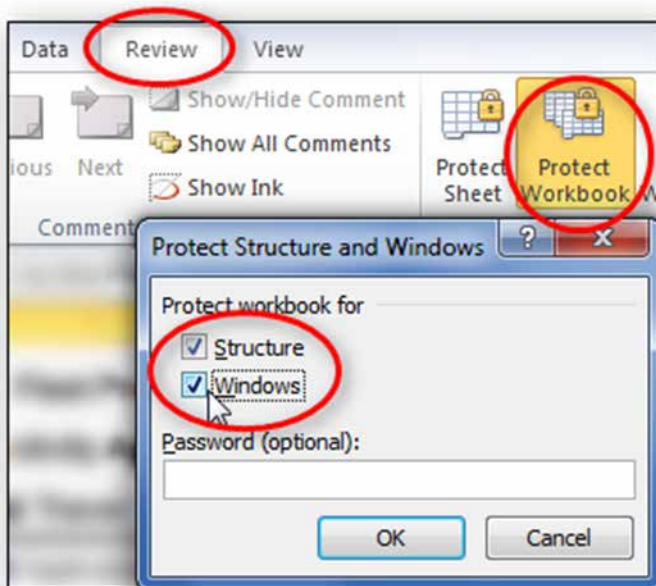 Data Review View
Show/Hide Comment
Show All Comments
ious Next
Show Ink
Protect Sheet
Protect Workbook
W
Comment
Protect Structure and Windows
Protect workbook for
Structure
Windows
Password (optional):
OK Cancel